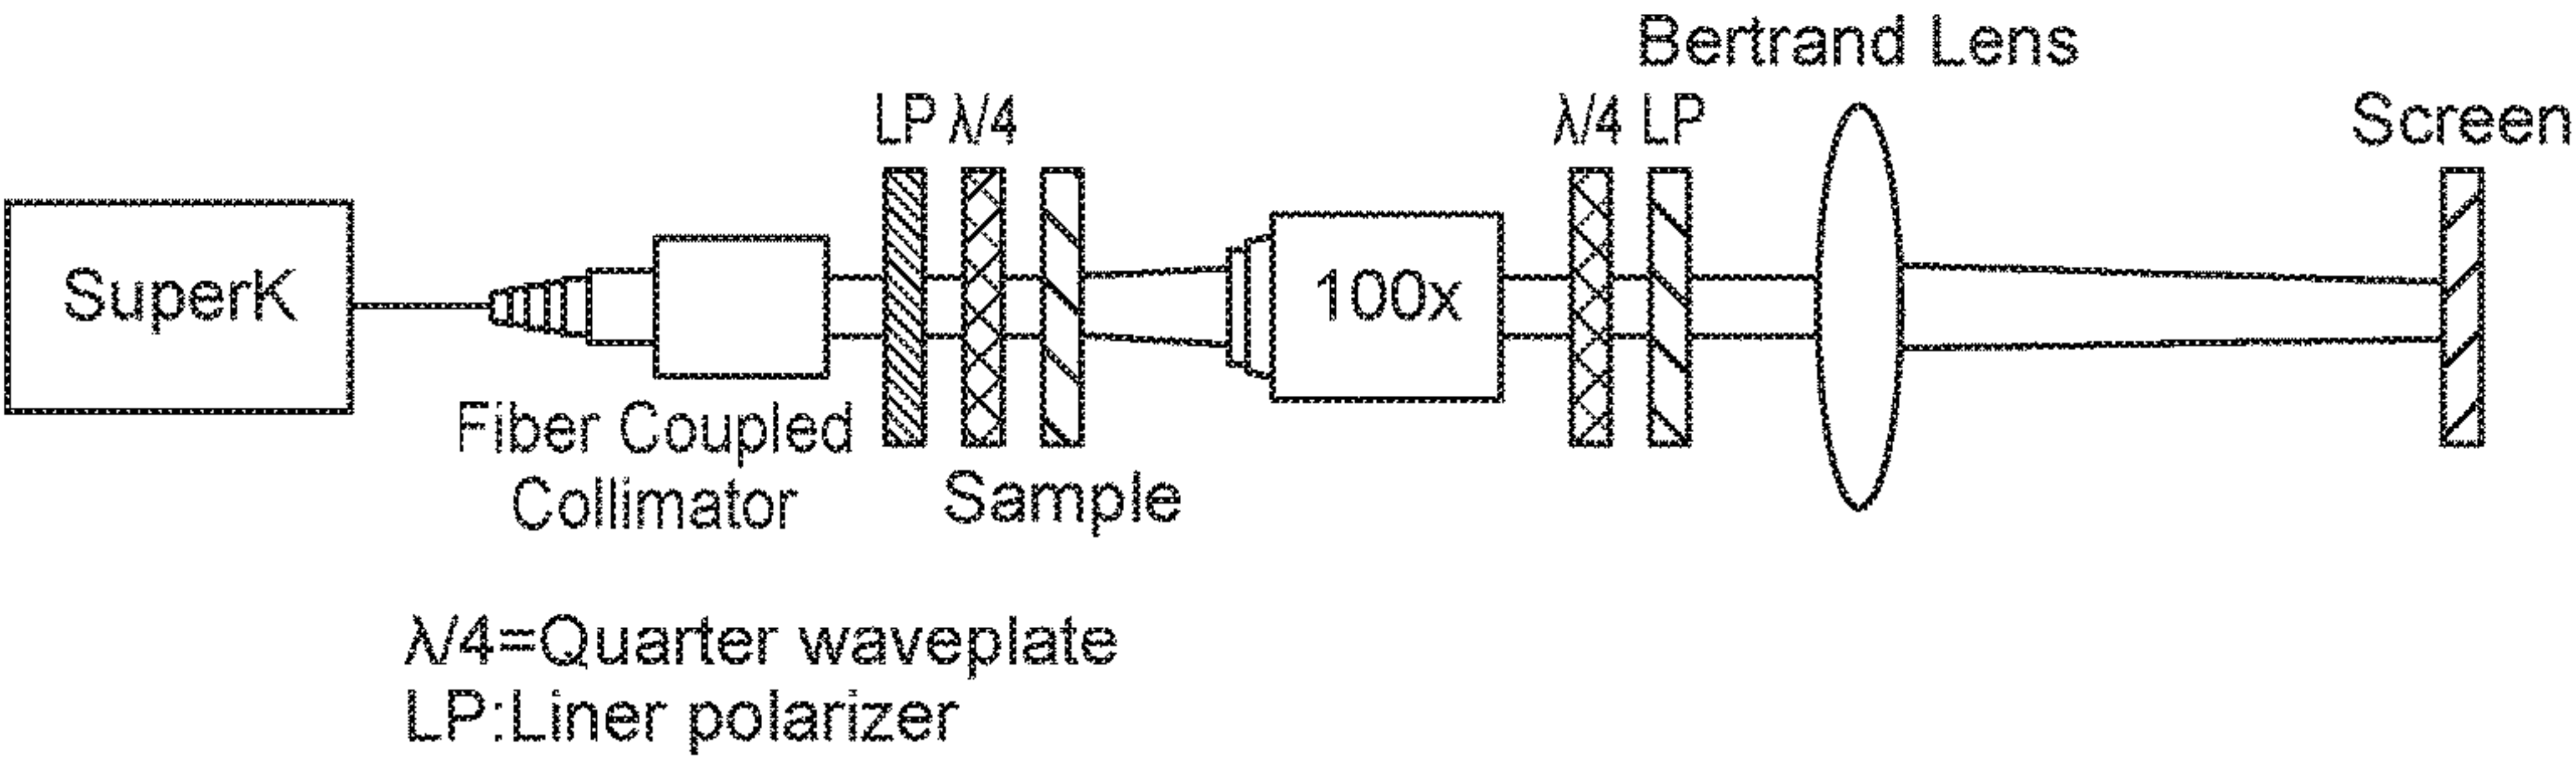 Bertrand Lens
LP λ/4
λ/4 LP
Screen
SuperK
100x
Fiber Coupled
Collimator
Sample
λ/4=Quarter waveplate
LP:Liner polarizer